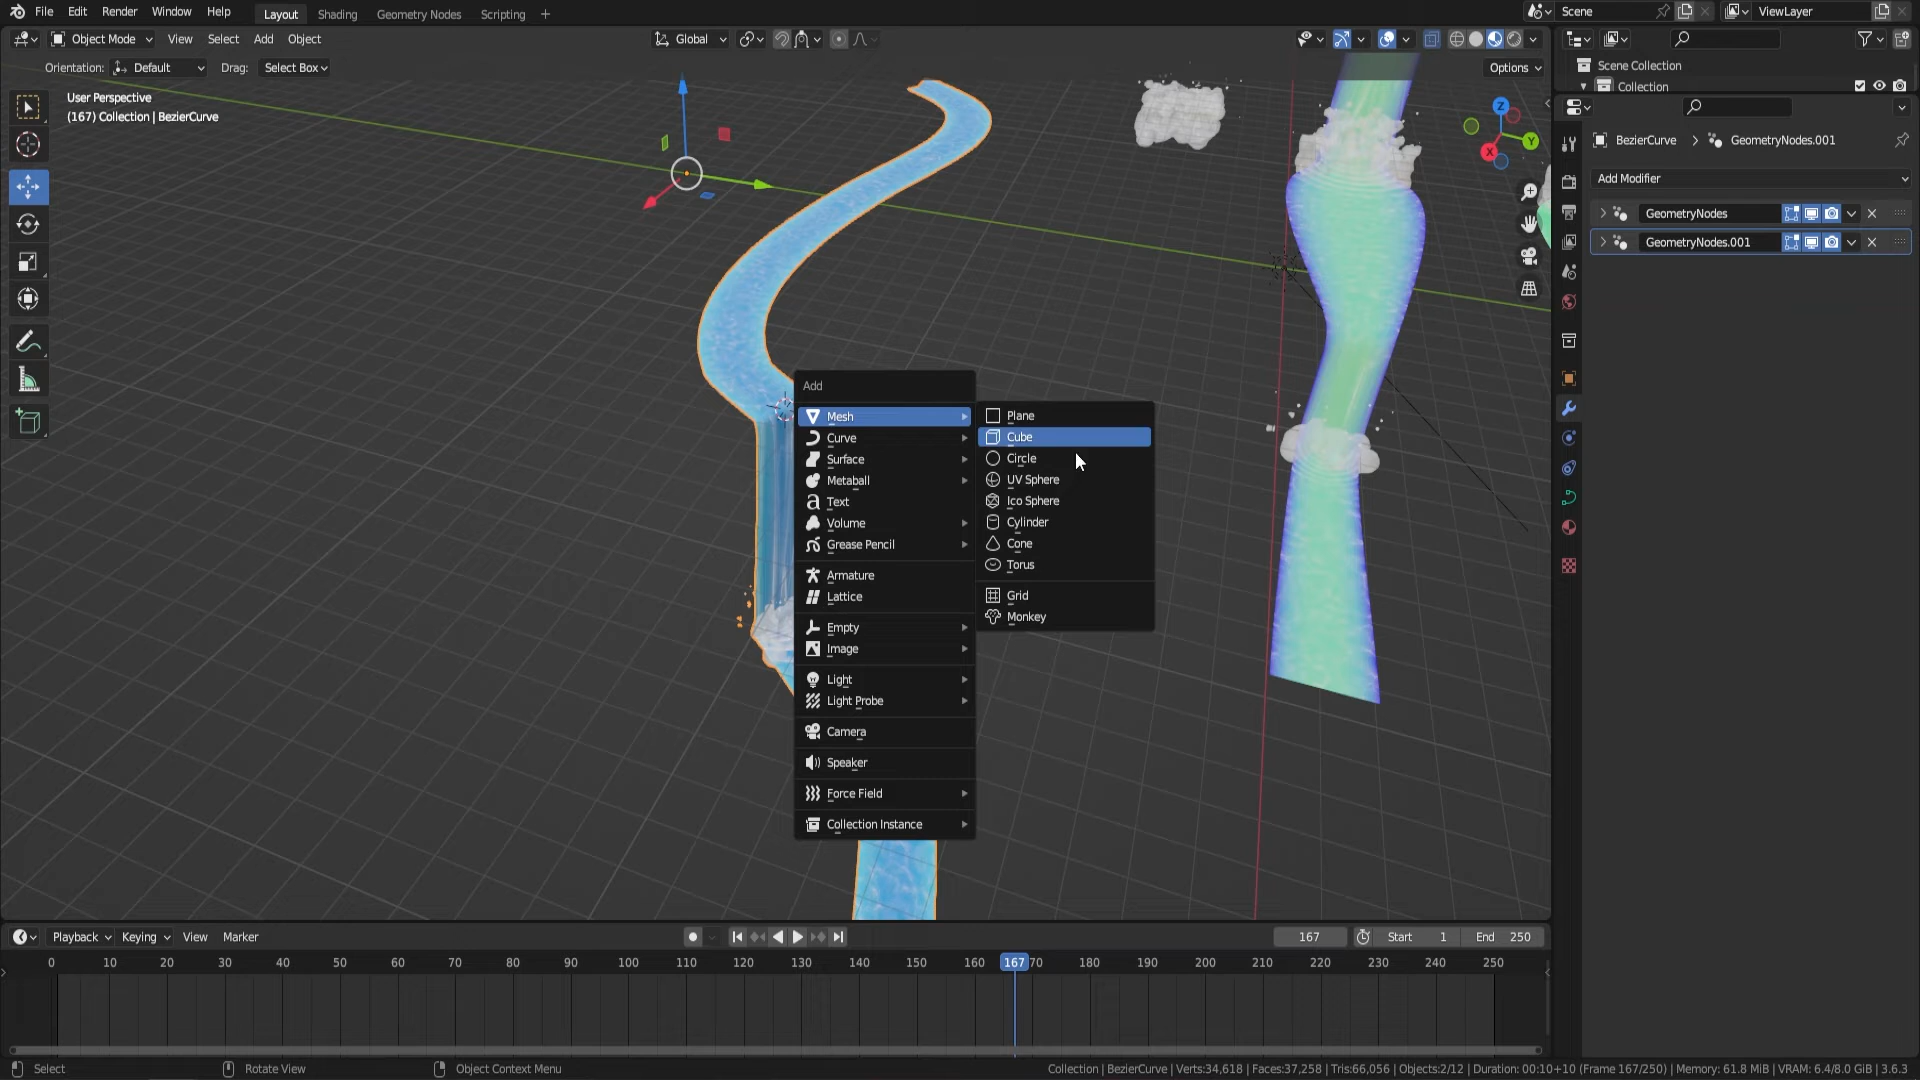 File Edit Render Window Help Layout Shading Geometry Nodes Scripting + Scene ViewLayer
Object Mode View Select Add Object Global
Orientation: Default Drag: Select Box Options
User Perspective
(167) Collection | BezierCurve
Scene Collection
Collection
BezierCurve > GeometryNodes.001
Add Modifier
GeometryNodes
GeometryNodes.001
Z
Y
X
Add
Mesh
Curve
Surface
Metaball
Text
Volume
Grease Pencil
Armature
Lattice
Empty
Image
Light
Light Probe
Camera
Speaker
Force Field
Collection Instance
Plane
Cube
Circle
UV Sphere
Ico Sphere
Cylinder
Cone
Torus
Grid
Monkey
Playback Keying View Marker 167 Start 1 End 250
0 10 20 30 40 50 60 70 80 90 100 110 120 130 140 150 160 167 70 180 190 200 210 220 230 240 250
Select Rotate View Object Context Menu Collection | BezierCurve | Verts:34,618 | Faces:37,258 | Tris:66,056 | Objects:2/12 | Duration: 00:10+10 (Frame 167/250) | Memory: 61.8 MiB | VRAM: 6.4/8.0 GiB | 3.6.3